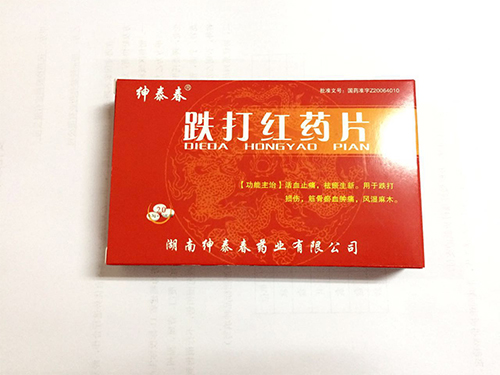 绅泰春®
批准文号：国药准字Z20064010
跌打红药片
DIEDA HONGYAO PIAN
【功能主治】活血止痛，祛瘀生新。用于跌打
损伤，筋骨瘀血肿痛，风湿麻木。
湖南绅泰春药业有限公司